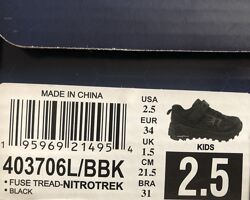 MADE IN CHINA
1 95969 21495 4
403706L/BBK
• FUSE TREAD-NITROTREK
• BLACK
USA
2.5
EUR
34
UK
1.5
CM
21.5
BRA
31
KIDS
2.5